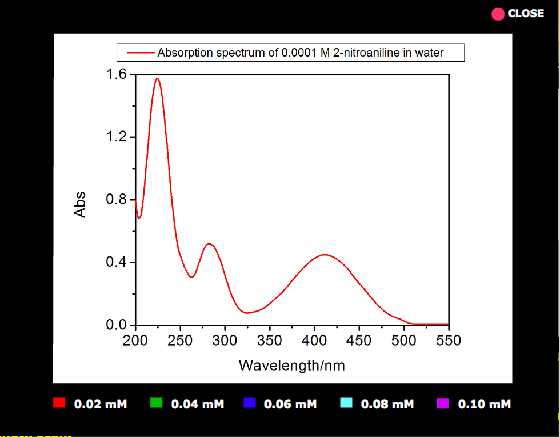 CLOSE
Absorption spectrum of 0.0001 M 2-nitroaniline in water
1.6
1.2
0.8
0.4
0.0
Abs
200 250 300 350 400 450 500 550
Wavelength/nm
0.02 mM 0.04 mM 0.06 mM 0.08 mM 0.10 mM